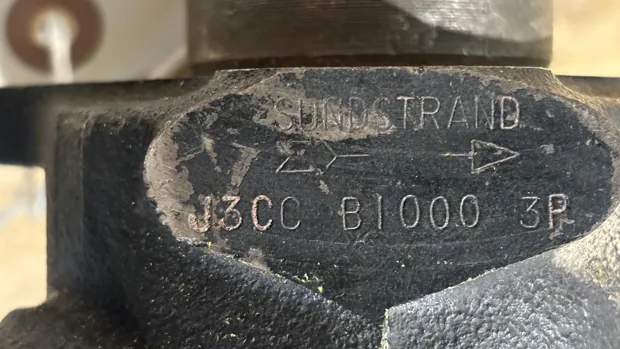 SUNDSTRAND
J3CC B1000 3P